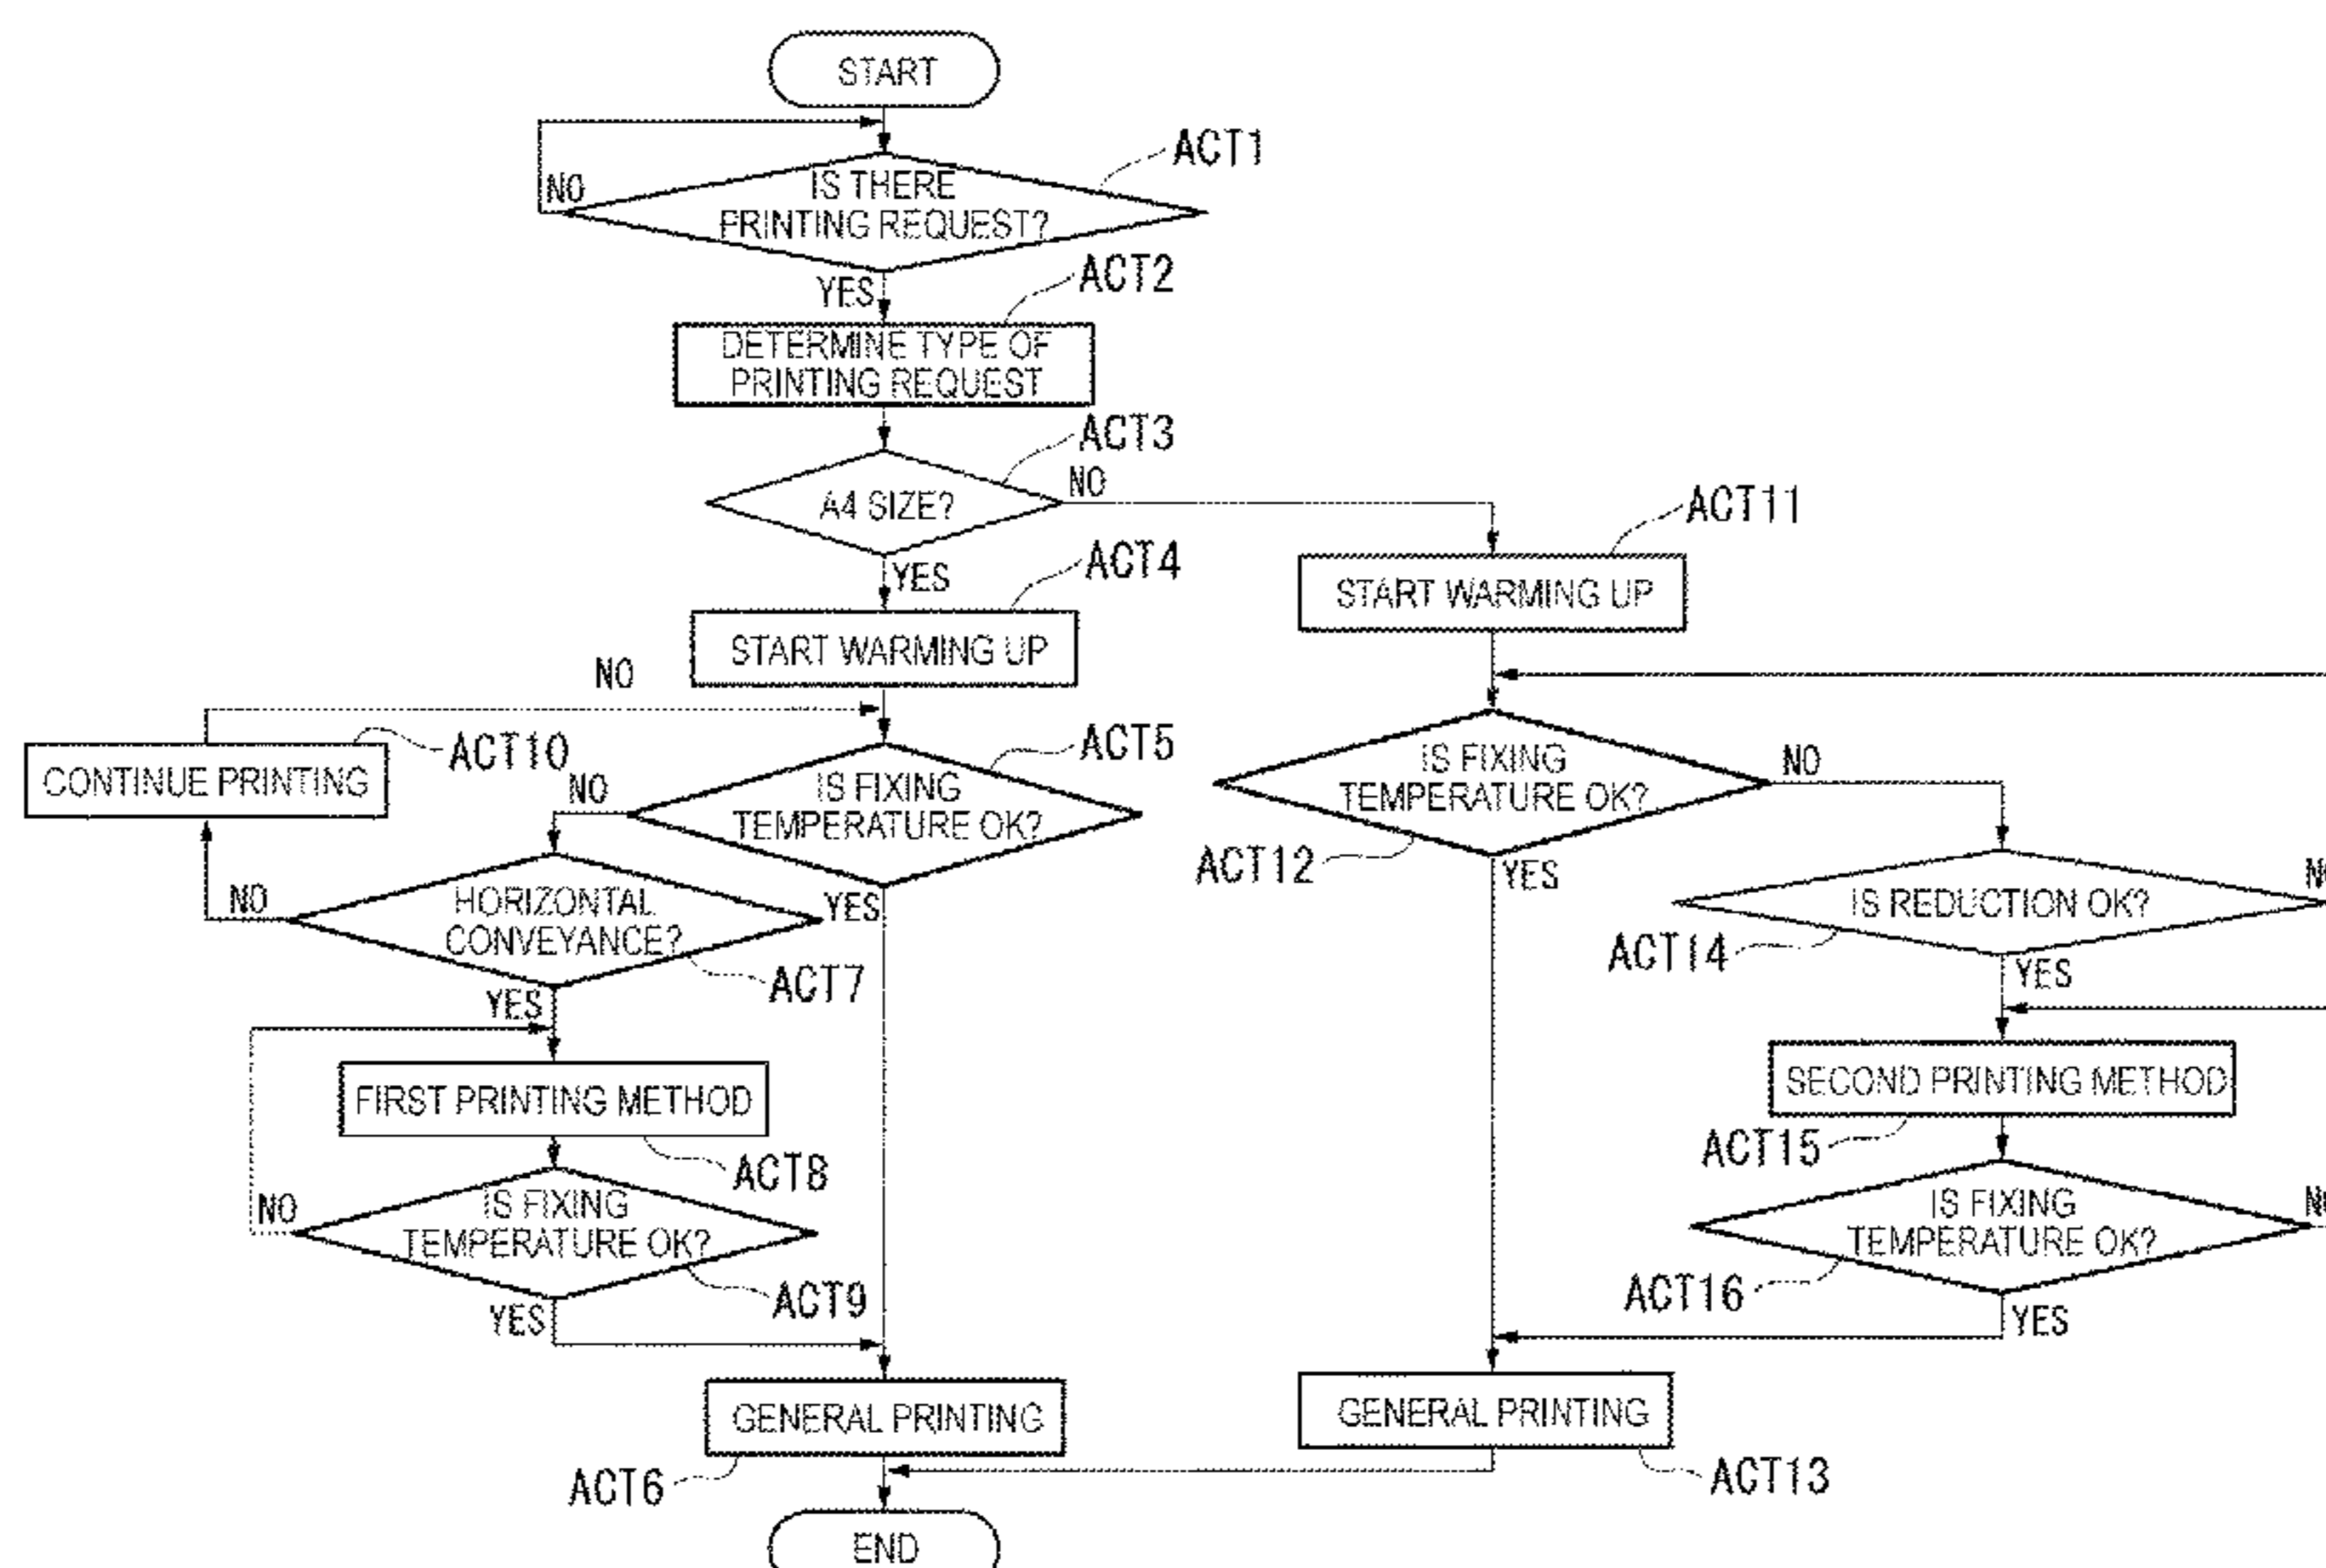 START
ACT1
NO
IS THERE
PRINTING REQUEST?
YES
ACT2
DETERMINE TYPE OF
PRINTING REQUEST
ACT3
A4 SIZE?
NO
YES
ACT4
START WARMING UP
ACT11
START WARMING UP
NO
ACT10
CONTINUE PRINTING
ACT5
IS FIXING
TEMPERATURE OK?
NO
YES
HORIZONTAL
CONVEYANCE?
NO
ACT7
YES
FIRST PRINTING METHOD
ACT8
IS FIXING
TEMPERATURE OK?
NO
ACT9
YES
GENERAL PRINTING
ACT6
IS FIXING
TEMPERATURE OK?
NO
ACT12
YES
IS REDUCTION OK?
ACT14
YES
SECOND PRINTING METHOD
ACT15
IS FIXING
TEMPERATURE OK?
ACT16
YES
GENERAL PRINTING
ACT13
END